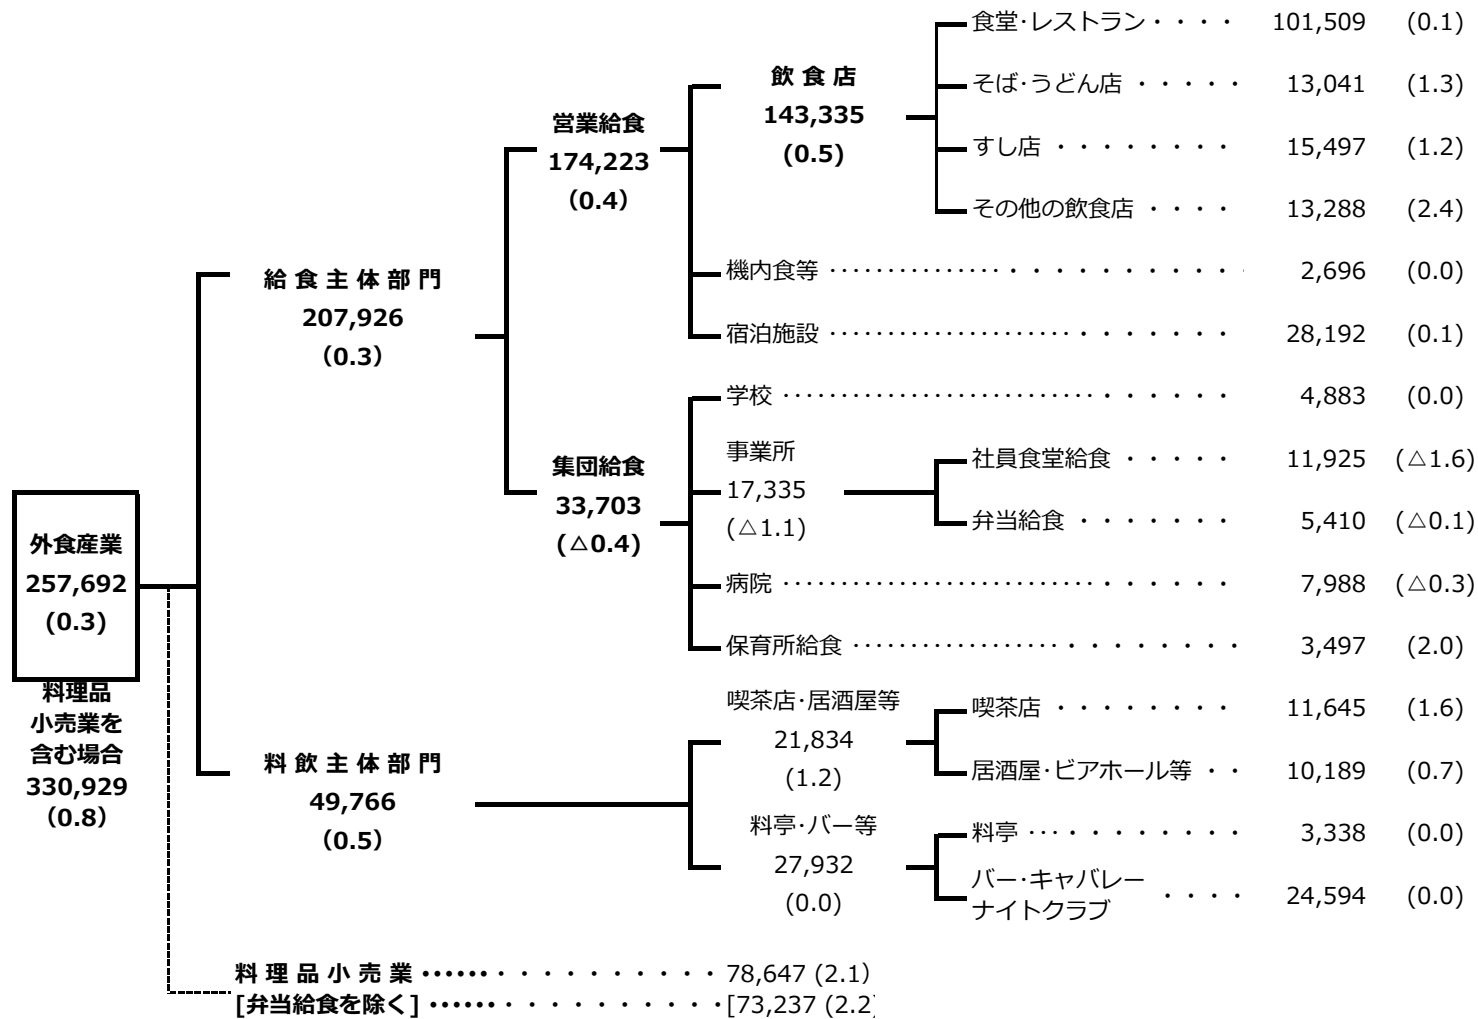 食堂･レストラン・・・・ 101,509 (0.1)
飲 食 店
143,335
(0.5)
そば･うどん店 ・・・・・ 13,041 (1.3)
すし店 ・・・・・・・・ 15,497 (1.2)
その他の飲食店 ・・・・ 13,288 (2.4)
営業給食
174,223
(0.4)
機内食等 ･･････････････・・・・・・・・・・・ 2,696 (0.0)
宿泊施設 ･････････････････････・・・・・・・ 28,192 (0.1)
給 食 主 体 部 門
207,926
(0.3)
学校 ･･･････････････････････････・・・・・・ 4,883 (0.0)
集団給食
33,703
(△0.4)
事業所
17,335
(△1.1)
社員食堂給食 ・・・・・ 11,925 (△1.6)
弁当給食 ・・・・・・・ 5,410 (△0.1)
病院 ･･･････････････････････････・・・・・・ 7,988 (△0.3)
保育所給食 ･･････････････････・・・・・・・・ 3,497 (2.0)
外食産業
257,692
(0.3)
料理品
小売業を
含む場合
330,929
(0.8)
料 飲 主 体 部 門
49,766
(0.5)
喫茶店･居酒屋等
21,834
(1.2)
喫茶店 ・・・・・・・・ 11,645 (1.6)
居酒屋･ビアホール等 ・・ 10,189 (0.7)
料亭･バー等
27,932
(0.0)
料亭 ･･･・・・・・・・・ 3,338 (0.0)
バー･キャバレー
ナイトクラブ ・・・・ 24,594 (0.0)
料 理 品 小 売 業 ･･････・・・・・・・・・・ 78,647 (2.1)
[弁当給食を除く] ･･････・・・・・・・・・・[73,237 (2.2]